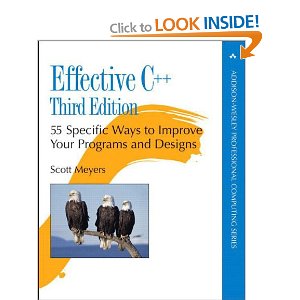 Click to LOOK INSIDE!
Effective C++
Third Edition
55 Specific Ways to Improve
Your Programs and Designs
Scott Meyers
ADDISON-WESLEY PROFESSIONAL COMPUTING SERIES